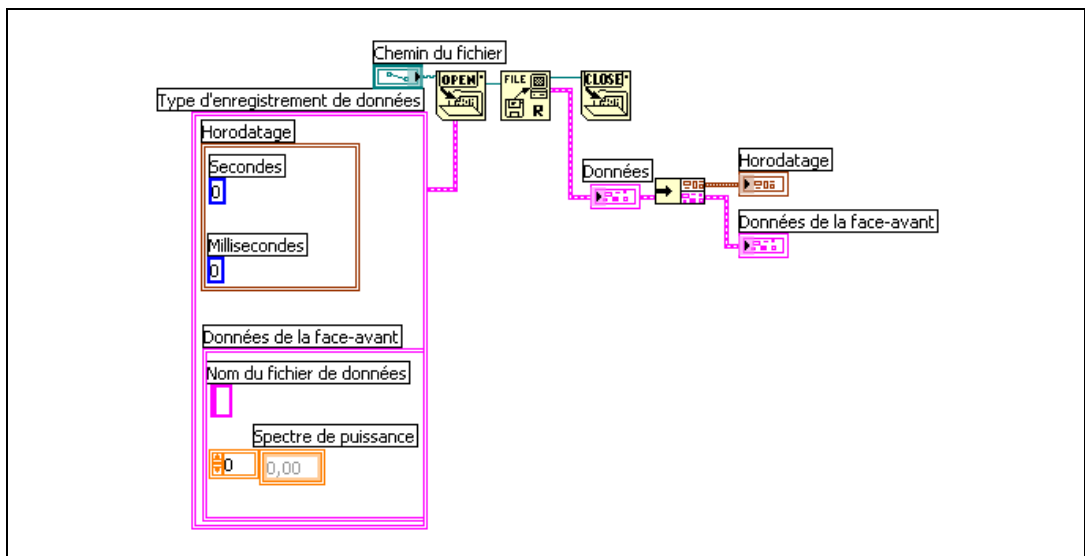 Chemin du fichier
OPEN
FILE
R
CLOSE
Type d'enregistrement de données
Horodatage
Secondes
0
Millisecondes
0
Données de la face-avant
Nom du fichier de données
Spectre de puissance
0
0,00
Données
Horodatage
Données de la face-avant